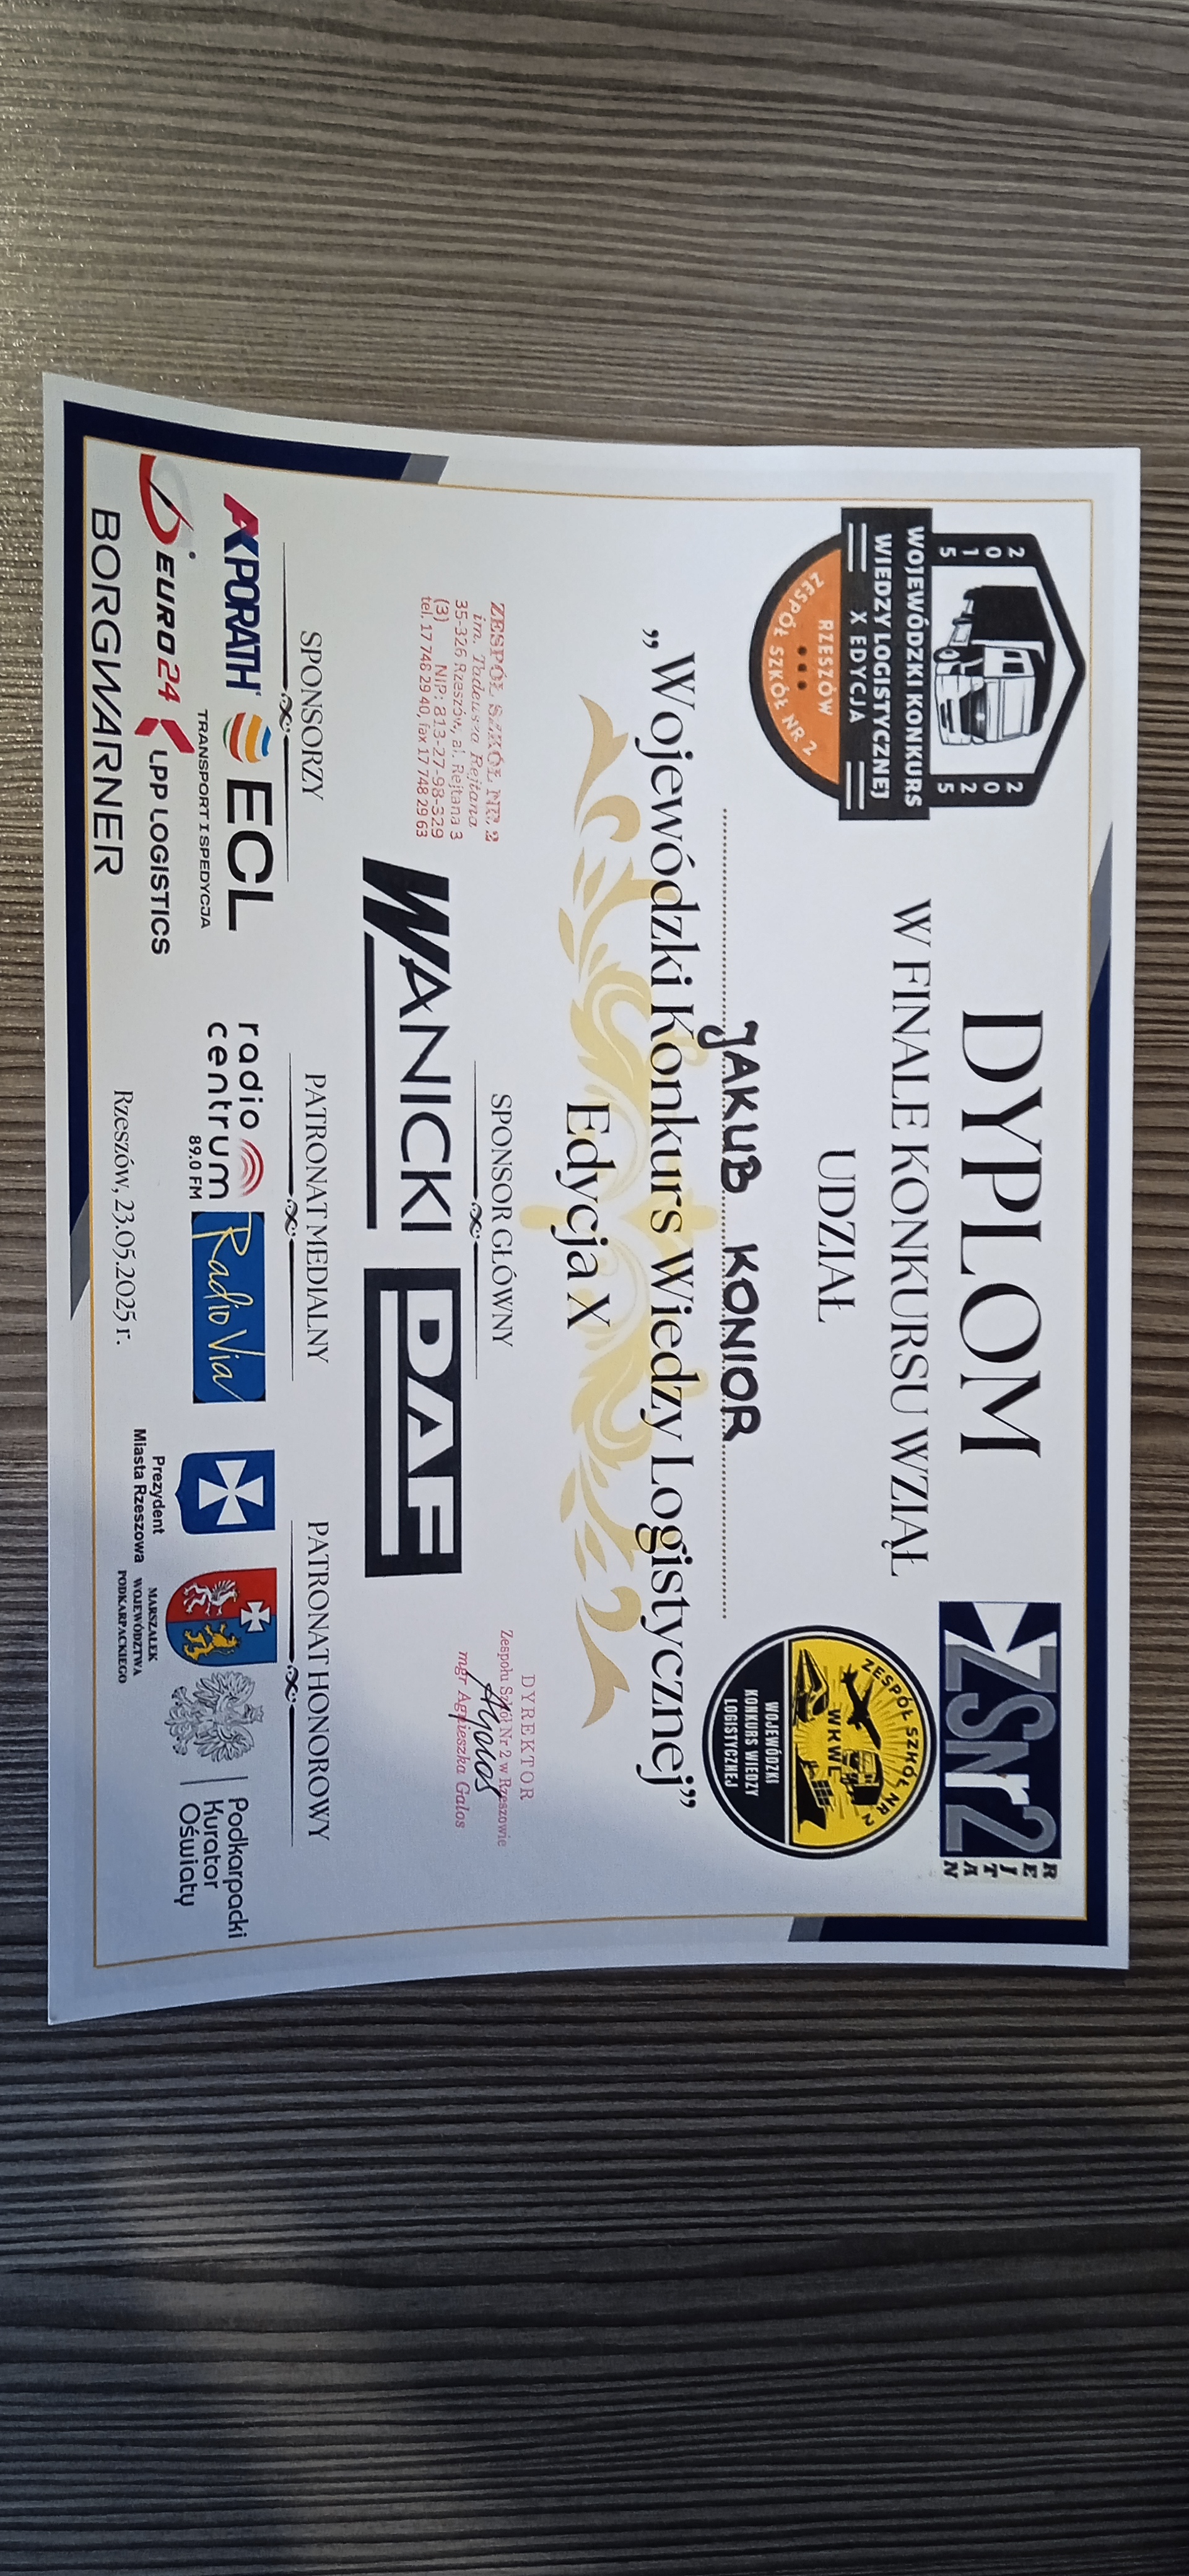 2015
2025
WOJEWÓDZKI KONKURS
WIEDZY LOGISTYCZNEJ
X EDYCJA
RZESZÓW
ZESPÓŁ SZKÓŁ NR 2
DYPLOM
ZSnr2
REJTAN
W FINALE KONKURSU WZIĄŁ
UDZIAŁ
ZESPÓŁ SZKÓŁ NR 2
WKWL
WOJEWÓDZKI
KONKURS WIEDZY
LOGISTYCZNEJ
JAKUB KONIOR
„Wojewódzki Konkurs Wiedzy Logistycznej”
Edycja X
ZESPÓŁ SZKÓŁ NR 2
im. Tadeusza Rejtana
35-326 Rzeszów, al. Rejtana 3
(3) NIP: 813-27-98-329
tel. 17 748 29 40, fax 17 748 29 63
SPONSOR GŁÓWNY
WANICKI DAF
DYREKTOR
Zespołu Szkół Nr 2 w Rzeszowie
mgr Agnieszka Galos
SPONSORZY
AXPORATH
ECL
TRANSPORT I SPEDYCJA
EURO24
LPP LOGISTICS
BORGWARNER
PATRONAT MEDIALNY
radio
centrum
89.0 FM
Radio Via
PATRONAT HONOROWY
Prezydent
Miasta Rzeszowa
MARSZAŁEK
WOJEWÓDZTWA
PODKARPACKIEGO
Podkarpacki
Kurator
Oświaty
Rzeszów, 23.05.2025 r.